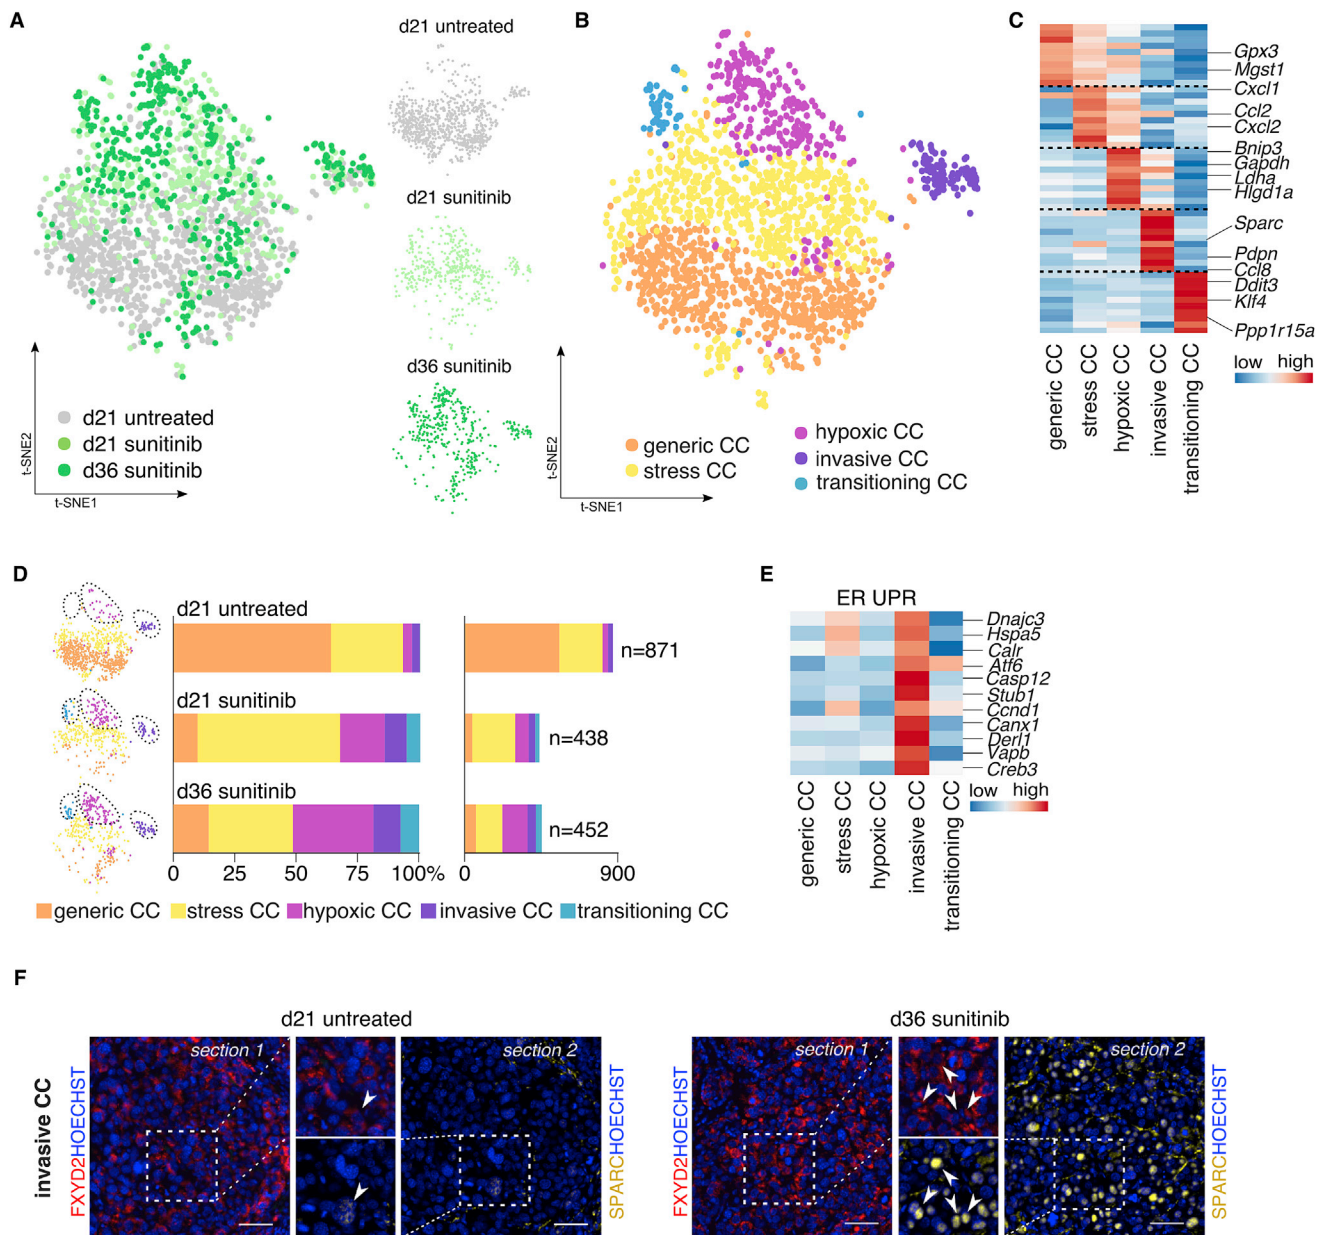 A
d21 untreated
d21 sunitinib
d36 sunitinib
d21 untreated
d21 sunitinib
d36 sunitinib
t-SNE2
t-SNE1
B
generic CC
stress CC
hypoxic CC
invasive CC
transitioning CC
t-SNE2
t-SNE1
C
Gpx3
Mgst1
Cxcl1
Ccl2
Cxcl2
Bnip3
Gapdh
Ldha
HIgd1a
Sparc
Pdpn
Ccl8
Ddit3
Klf4
Ppp1r15a
generic CC
stress CC
hypoxic CC
invasive CC
transitioning CC
low high
D
d21 untreated
n=871
d21 sunitinib
n=438
d36 sunitinib
n=452
0 25 50 75 100%
0 900
generic CC stress CC hypoxic CC invasive CC transitioning CC
E
ER UPR
Dnajc3
Hspa5
Calr
Atf6
Casp12
Stub1
Ccnd1
Canx1
Derl1
Vapb
Creb3
generic CC
stress CC
hypoxic CC
invasive CC
transitioning CC
low high
F
d21 untreated
d36 sunitinib
invasive CC
FXYD2HOECHST
section 1
section 2
SPARCHOECHST
FXYD2HOECHST
section 1
section 2
SPARCHOECHST